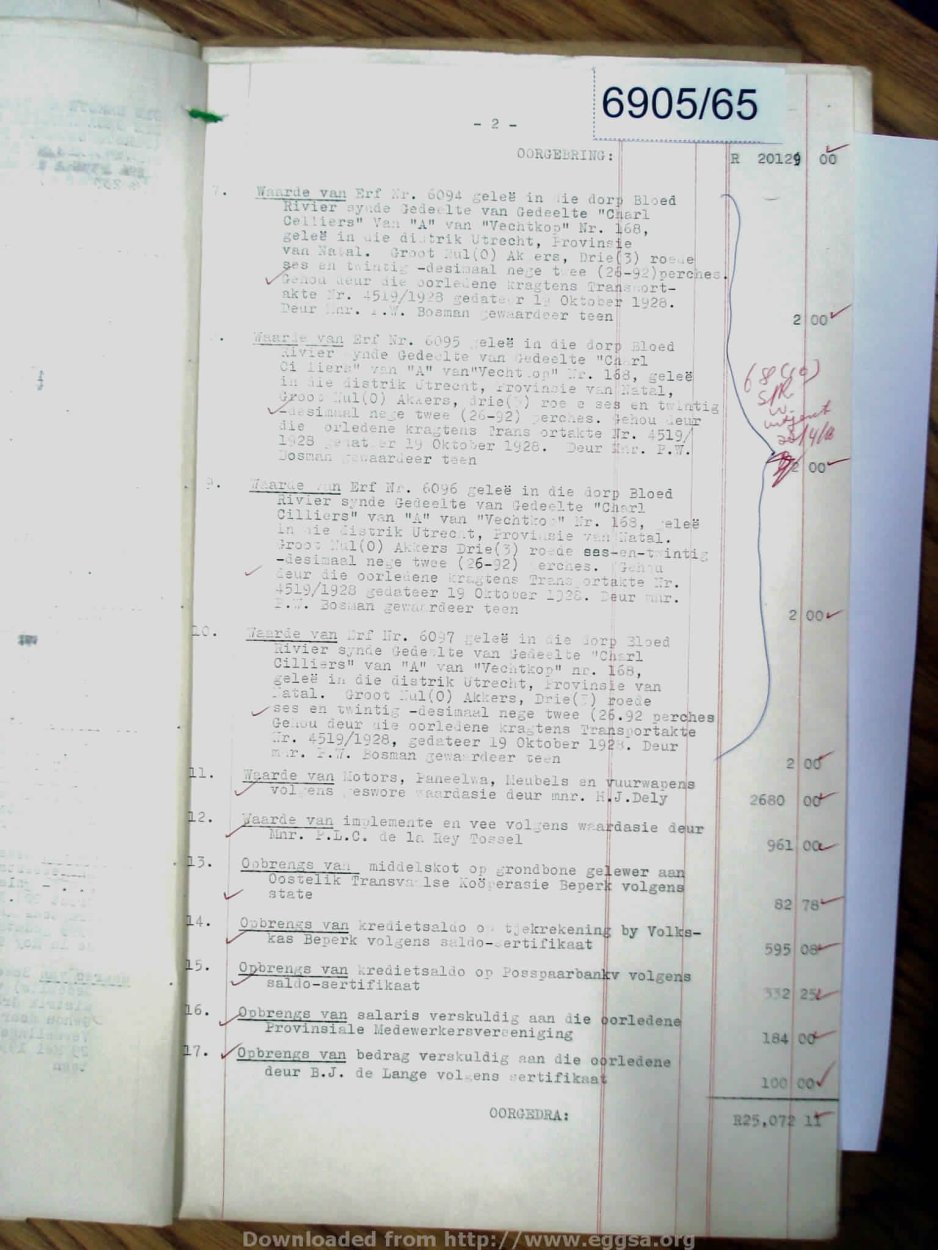 6905/65
- 2 -
OORGEBRING: R 20129 00
7. Waarde van Erf Nr. 6094 geleë in die dorp Bloed
Rivier synde Gedeelte van Gedeelte "Charl
Celliers" Van "A" van "Vechtkop" Nr. 168,
geleë in die distrik Utrecht, Provinsie
van Natal. Groot Nul(0) Akkers, Drie(3) roede
ses en twintig -desimaal nege twee (26-92)perches.
Gehou deur die oorledene kragtens Transport-
akte Nr. 4519/1928 gedateer 19 Oktober 1928.
Deur Mnr. P.W. Bosman gewaardeer teen 2 00
Waarde van Erf Nr. 6095 geleë in die dorp Bloed
Rivier synde Gedeelte van Gedeelte "Charl
Cilliers" van "A" van"Vechtkop" Nr. 168, geleë
in die distrik Utrecht, Provinsie van Natal,
Groot Nul(0) Akkers, Drie(3) roede ses en twintig
-desimaal nege twee (26-92) perches. Gehou deur
die oorledene kragtens Transportakte Nr. 4519/
1928 gedateer 19 Oktober 1928. Deur Mnr. P.W.
Bosman gewaardeer teen 2 00
9. Waarde van Erf Nr. 6096 geleë in die dorp Bloed
Rivier synde Gedeelte van Gedeelte "Charl
Cilliers" van "A" van "Vechtkop" Nr. 168, geleë
in die distrik Utrecht, Provinsie van Natal.
Groot Nul(0) Akkers Drie(3) roede ses-en-twintig
-desimaal nege twee (26-92) perches. Gehou
deur die oorledene kragtens Transportakte Nr.
4519/1928 gedateer 19 Oktober 1928. Deur mnr.
P.W. Bosman gewaardeer teen 2 00
10. Waarde van Erf Nr. 6097 geleë in die dorp Bloed
Rivier synde Gedeelte van Gedeelte "Charl
Cilliers" van "A" van "Vechtkop" nr. 168,
geleë in die distrik Utrecht, Provinsie van
Natal. Groot Nul(0) Akkers, Drie(3) roede
ses en twintig -desimaal nege twee (26.92 perches
Gehou deur die oorledene kragtens Transportakte
Nr. 4519/1928, gedateer 19 Oktober 1928. Deur
mnr. P.W. Bosman gewaardeer teen 2 00
11. Waarde van Motors, Paneelwa, Meubels en vuurwapens
volgens beswore waardasie deur mnr. H.J.Dely 2680 00
12. Waarde van implemente en vee volgens waardasie deur
Mnr. P.L.C. de la Rey Tossel 961 00
13. Opbrengs van middelskot op grondbone gelewer aan
Oostelik Transvaalse Koöperasie Beperk volgens
state 82 78
14. Opbrengs van kredietsaldo op tjekrekening by Volks-
kas Beperk volgens saldo-sertifikaat 595 08
15. Opbrengs van kredietsaldo op Posspaarbankv volgens
saldo-sertifikaat 332 25
16. Opbrengs van salaris verskuldig aan die oorledene
Provinsiale Medewerkersvereeniging 184 00
17. Opbrengs van bedrag verskuldig aan die oorledene
deur B.J. de Lange volgens sertifikaat 100 00
OORGEDRA: R25,072 11
Downloaded from http://www.eggsa.org